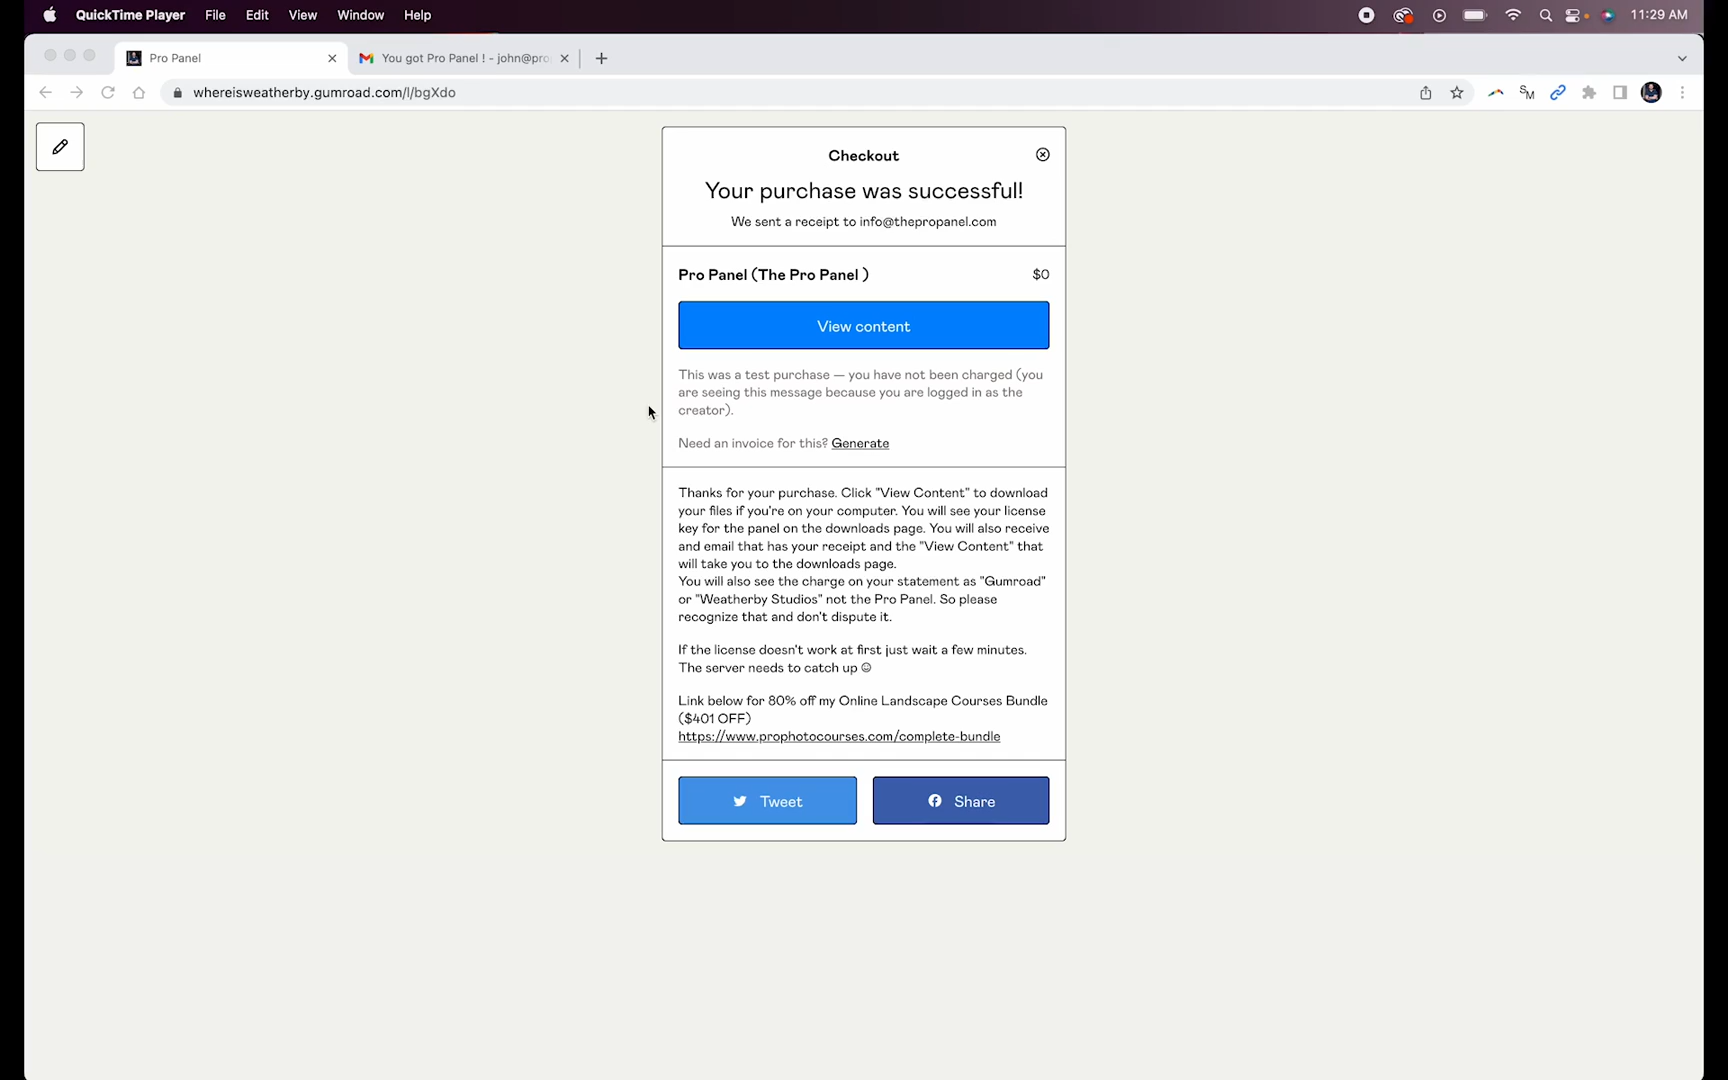 QuickTime Player File Edit View Window Help 11:29 AM
Pro Panel You got Pro Panel ! - john@pro
whereisweatherby.gumroad.com/l/bgXdo
Checkout
Your purchase was successful!
We sent a receipt to info@thepropanel.com
Pro Panel (The Pro Panel ) $0
View content
This was a test purchase — you have not been charged (you
are seeing this message because you are logged in as the
creator).
Need an invoice for this? Generate
Thanks for your purchase. Click "View Content" to download
your files if you're on your computer. You will see your license
key for the panel on the downloads page. You will also receive
and email that has your receipt and the "View Content" that
will take you to the downloads page.
You will also see the charge on your statement as "Gumroad"
or "Weatherby Studios" not the Pro Panel. So please
recognize that and don't dispute it.
If the license doesn't work at first just wait a few minutes.
The server needs to catch up ☺
Link below for 80% off my Online Landscape Courses Bundle
($401 OFF)
https://www.prophotocourses.com/complete-bundle
Tweet Share